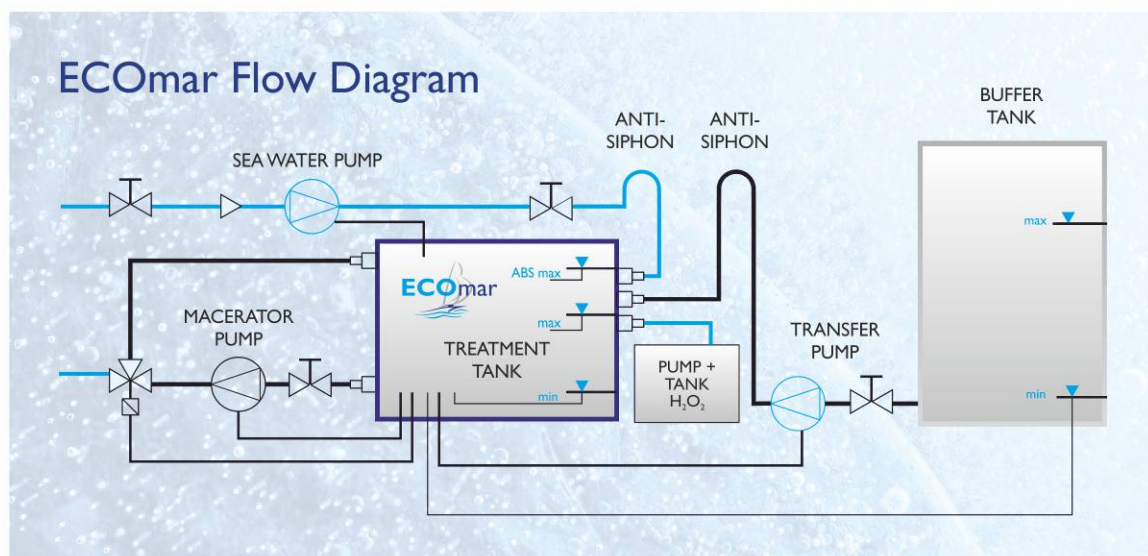 ECOmar Flow Diagram
BUFFER
TANK
ANTI-
SIPHON
ANTI-
SIPHON
SEA WATER PUMP
max
ABS max
ECOmar
MACERATOR
PUMP
max
TRANSFER
PUMP
TREATMENT
TANK
PUMP +
TANK
H₂O₂
min
min